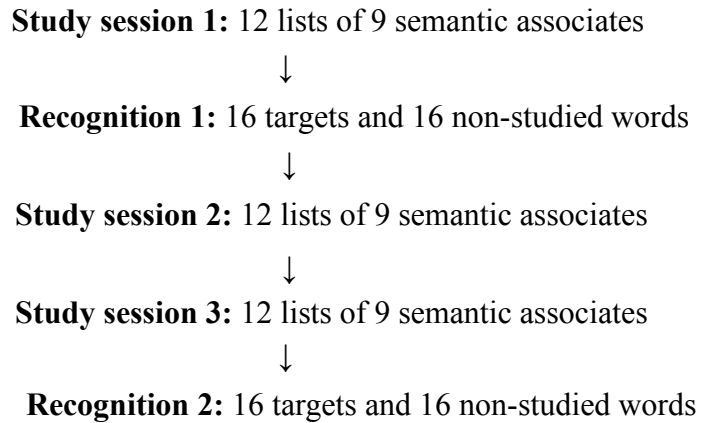 Study session 1: 12 lists of 9 semantic associates
↓
Recognition 1: 16 targets and 16 non-studied words
↓
Study session 2: 12 lists of 9 semantic associates
↓
Study session 3: 12 lists of 9 semantic associates
↓
Recognition 2: 16 targets and 16 non-studied words